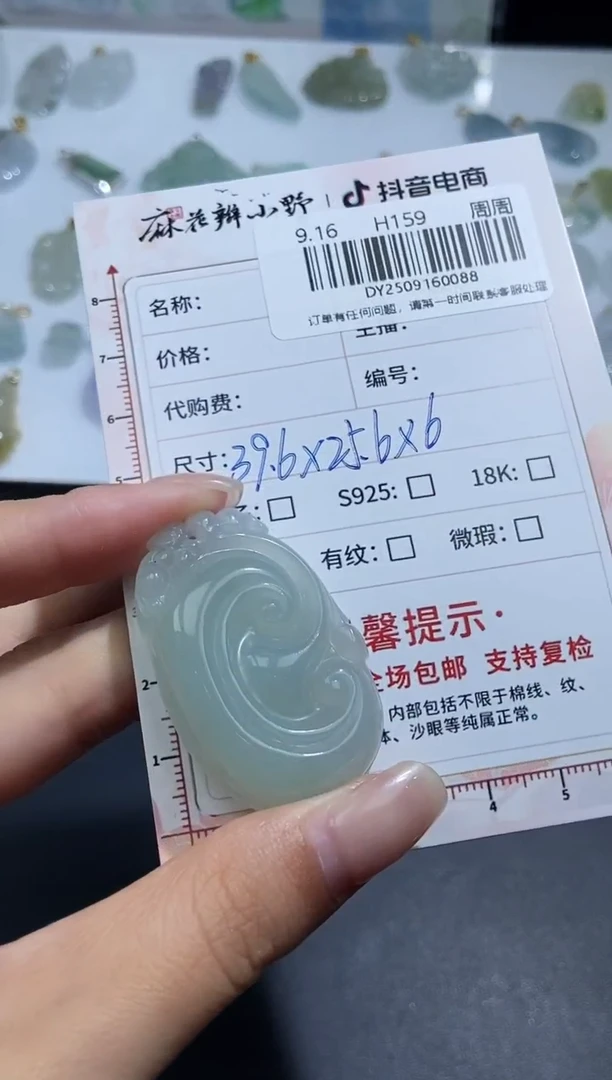 麻花辫小野 | 抖音电商
9.16 H159 周周
DY2509160088
订单有任何问题，请第一时间联系客服处理
名称：
主播：
价格：
代购费：
编号：
尺寸：39.6x25.6x6
子：□ S925：□ 18K：□
有纹：□ 微瑕：□
馨提示·
全场包邮 支持复检
内部包括不限于棉线、纹、
体、沙眼等纯属正常。
8
7
6
5
2
1
4 5